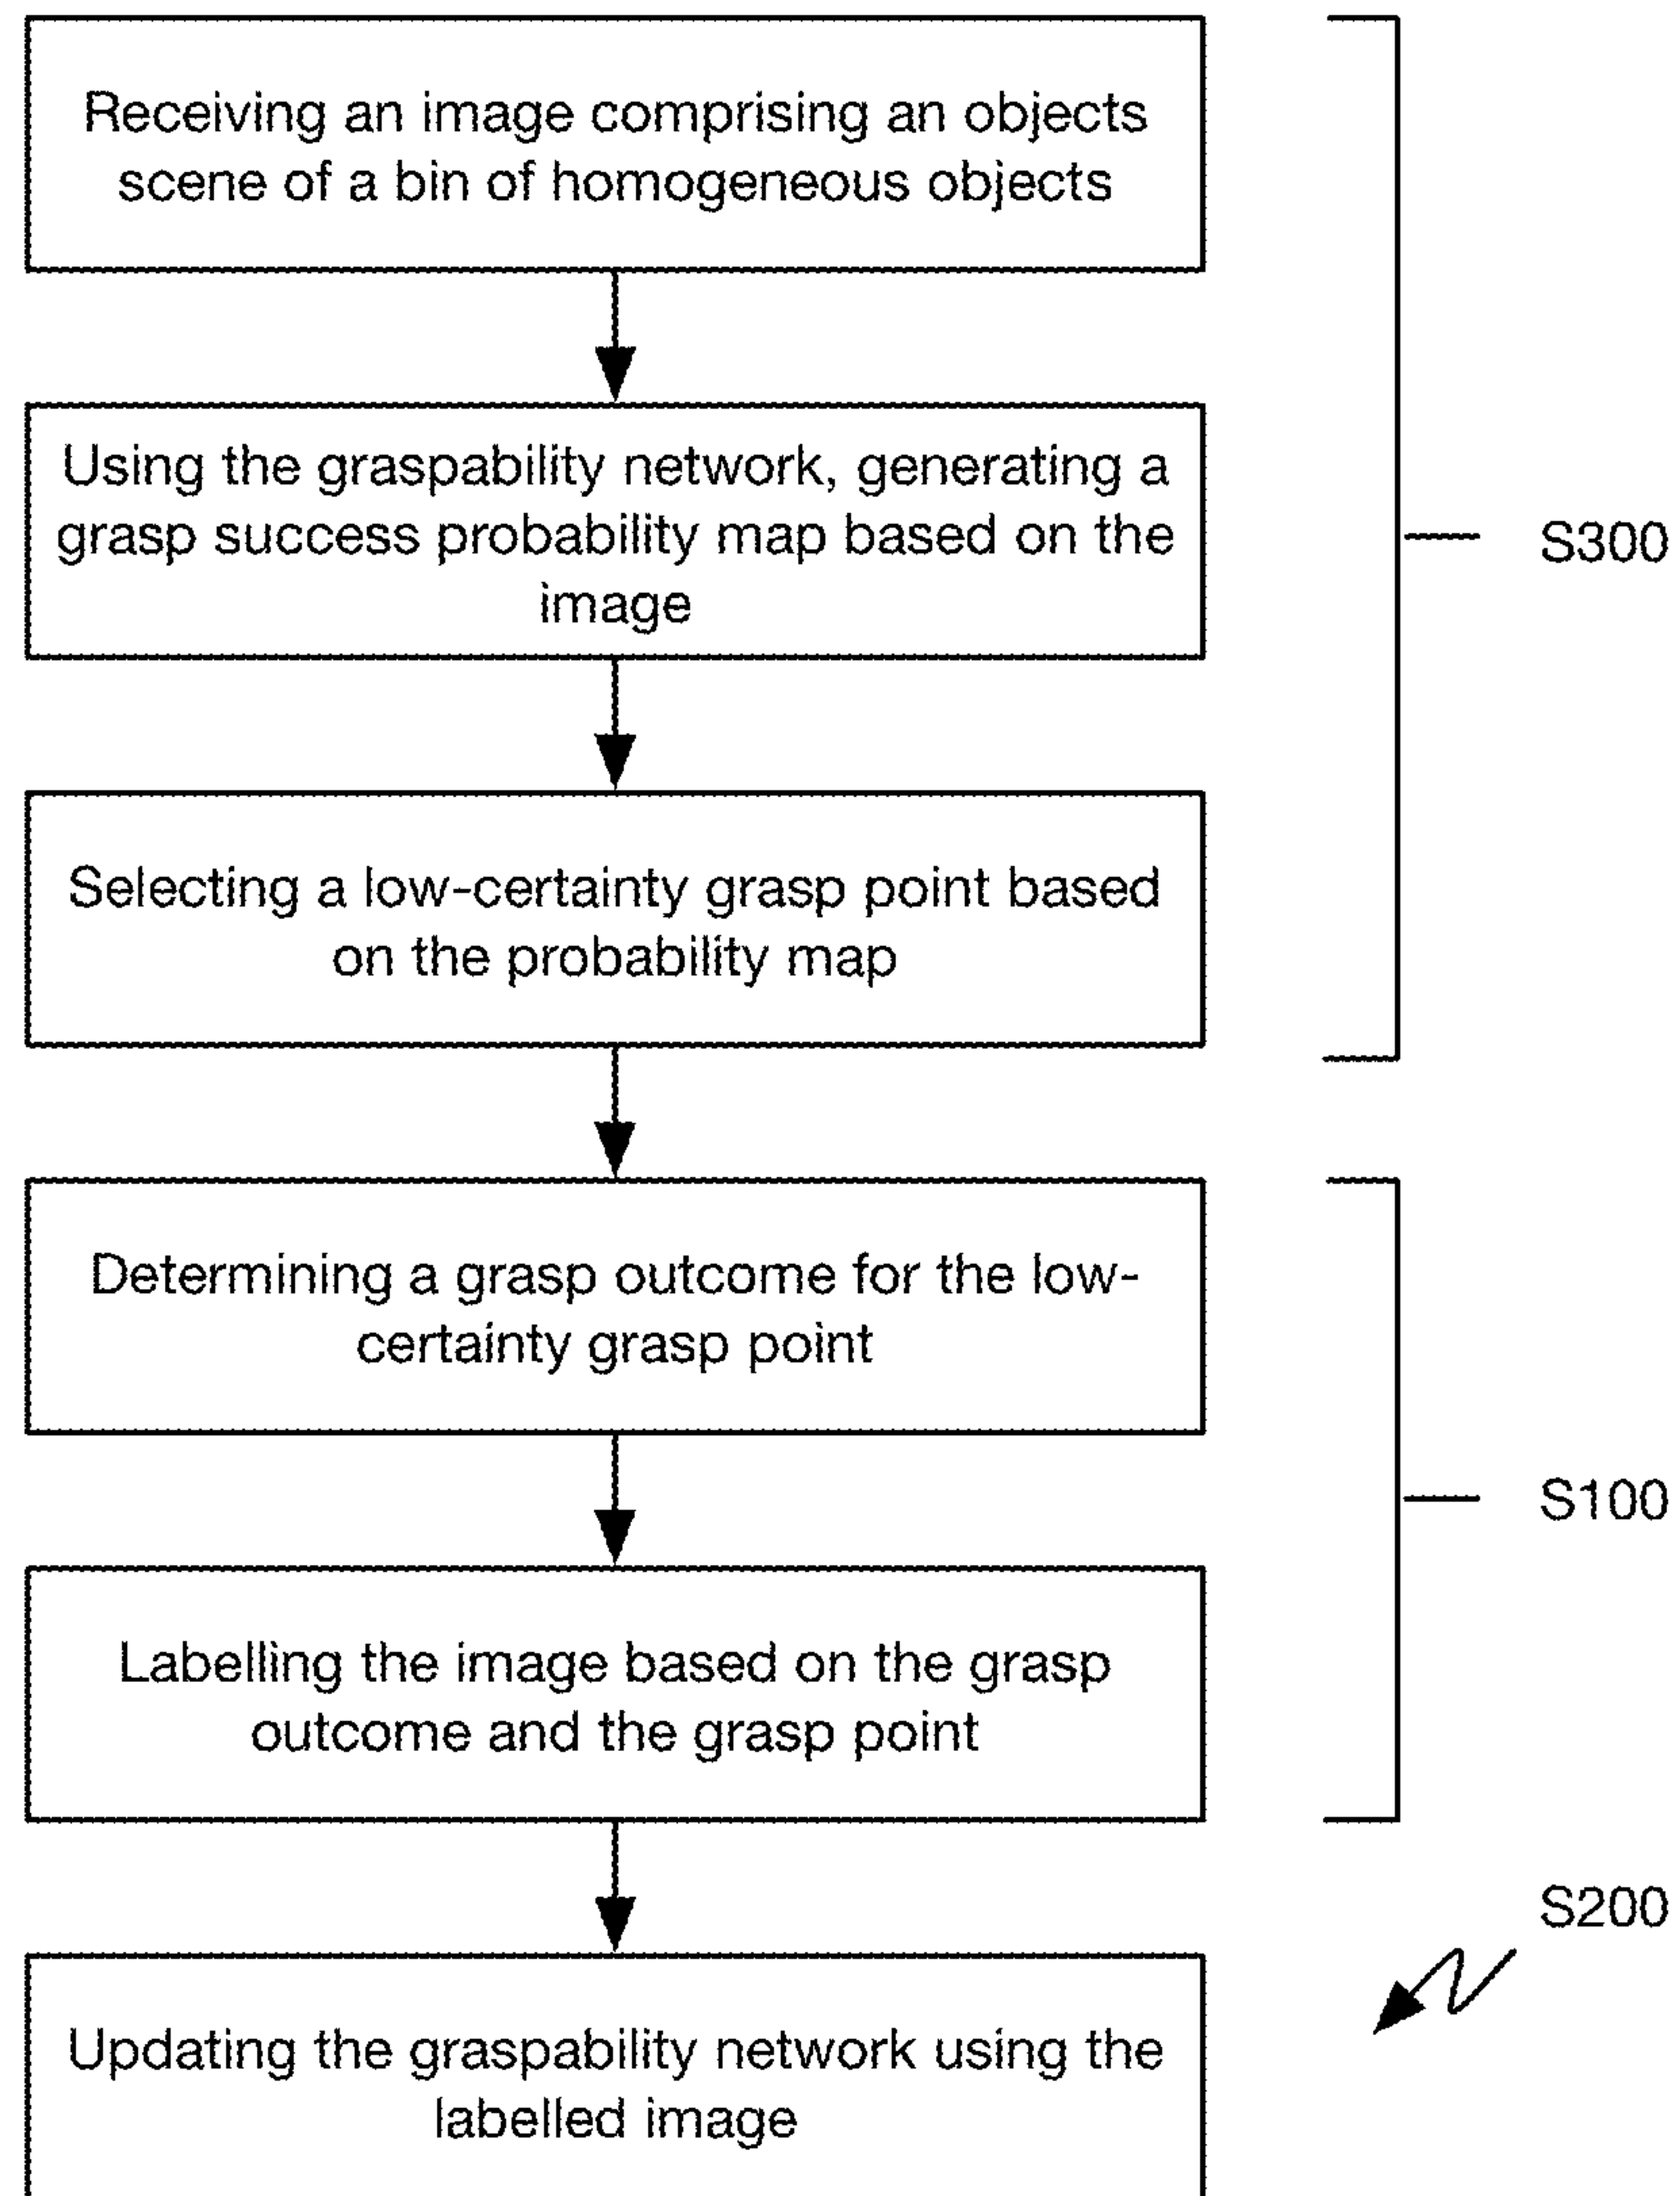 Receiving an image comprising an objects
scene of a bin of homogeneous objects
Using the graspability network, generating a
grasp success probability map based on the
image
S300
Selecting a low-certainty grasp point based
on the probability map
Determining a grasp outcome for the low-
certainty grasp point
S100
Labelling the image based on the grasp
outcome and the grasp point
S200
Updating the graspability network using the
labelled image